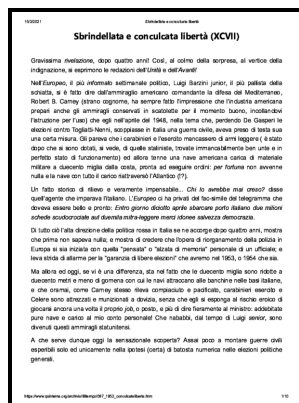 15/2/2021
Sbrindellata e conculcata libertà
Sbrindellata e conculcata libertà (XCVII)
Gravissima rivelazione, dopo quattro anni! Così, al colmo della sorpresa, al vertice della
indignazione, si esprimono le redazioni dell'Unità e dell'Avanti!
Nell'Europeo, il più informato settimanale politico, Luigi Barzini junior, il più pallista della
schiatta, si è fatto dire dall'ammiraglio americano comandante la difesa del Mediterraneo,
Robert B. Carney (strano cognome, ha sempre fatto l'impressione che l'industria americana
prepari anche gli ammiragli conservati in scatolette per il momento buono, incollandovi
l'istruzione per l'uso) che egli nell'aprile del 1948, nella tema che, perdendo De Gasperi le
elezioni contro Togliatti-Nenni, scoppiasse in Italia una guerra civile, aveva preso di testa sua
una certa misura. Gli pareva che i carabinieri e l'esercito mancassero di armi leggere (è stato
dopo che si sono dotati, si vede, di quelle staliniste, trovate immancabilmente ben unte e in
perfetto stato di funzionamento) ed allora tenne una nave americana carica di materiale
militare a duecento miglia dalla costa, pronta ad eseguire ordini: per fortuna non avvenne
nulla e la nave con tutto il carico riattraversò l'Atlantico (!?).
Un fatto storico di rilievo e veramente impensabile... Chi lo avrebbe mai creso? disse
quell'agente che imperava l'italiano. L'Europeo ci ha privati del fac-simile del telegramma che
doveva essere bello e pronto: Entro giorno diciotto aprile sbarcare porto italiano due milioni
schede scudocrociate aut duemila mitra-leggere merci idonee salvezza democrazia.
Di tutto ciò l'altra direzione della politica rossa in italia se ne accorge dopo quattro anni, mostra
che prima non sapeva nulla; e mostra di credere che l'opera di riorganamento della polizia in
Europa si sia iniziata con quella "pensata" o "alzata di memoria" personale di un ufficiale; e
leva strida di allarme per la "garanzia di libere elezioni" che avremo nel 1953, o 1954 che sia.
Ma allora ed oggi, se vi è una differenza, sta nel fatto che le duecento miglia sono ridotte a
duecento metri e meno di gomena con cui le navi attraccano alle banchine nelle basi italiane,
e che oramai, come Carney stesso rileva compiaciuto e pacificato, carabinieri esercito e
Celere sono attrezzati e munizionati a dovizia, senza che egli si esponga al rischio eroico di
giocarsi ancora una volta il proprio job, o posto, e più di dire fieramente al ministro: addebitate
pure nave e carico al mio conto personale! Che nababbi, dal tempo di Luigi senior, sono
divenuti questi ammiragli statunitensi.
A che serve dunque oggi la sensazionale scoperta? Assai poco a montare guerre civili
esperibili solo ed unicamente nella ipotesi (certa) di batosta numerica nelle elezioni politiche
generali.
1/10